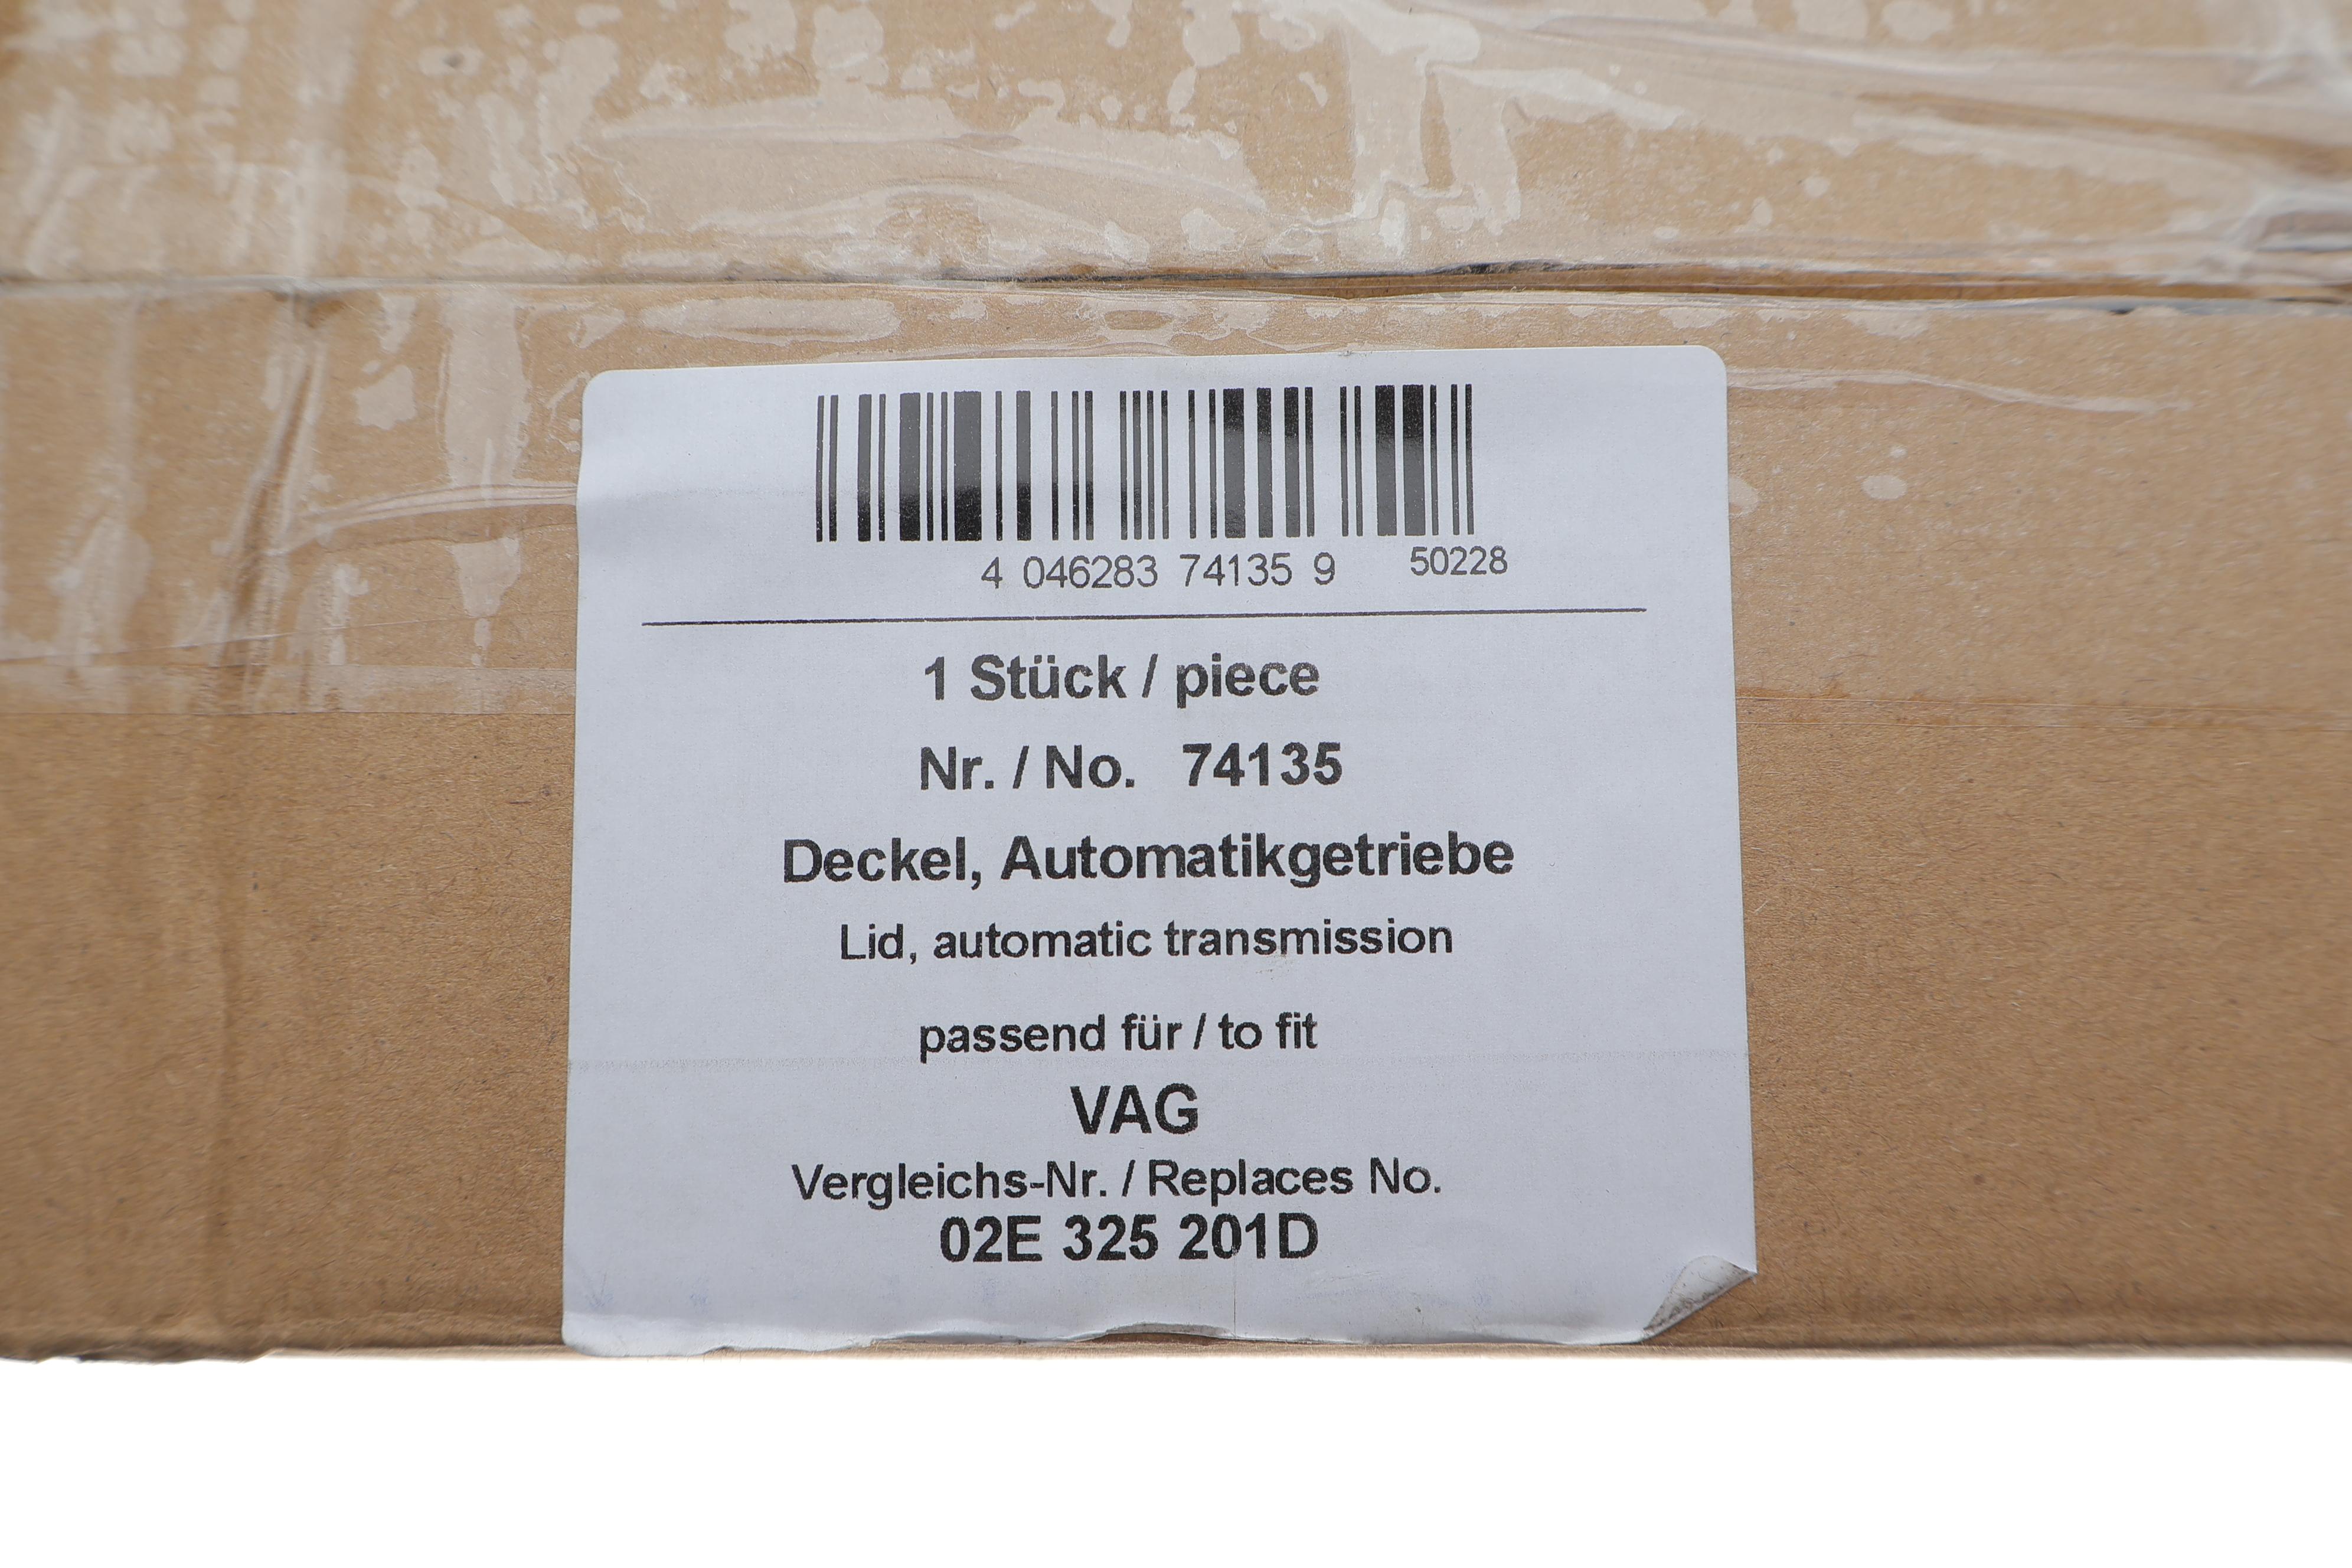 4 046283 74135 9 50228
1 Stück / piece
Nr. / No. 74135
Deckel, Automatikgetriebe
Lid, automatic transmission
passend für / to fit
VAG
Vergleichs-Nr. / Replaces No.
02E 325 201D